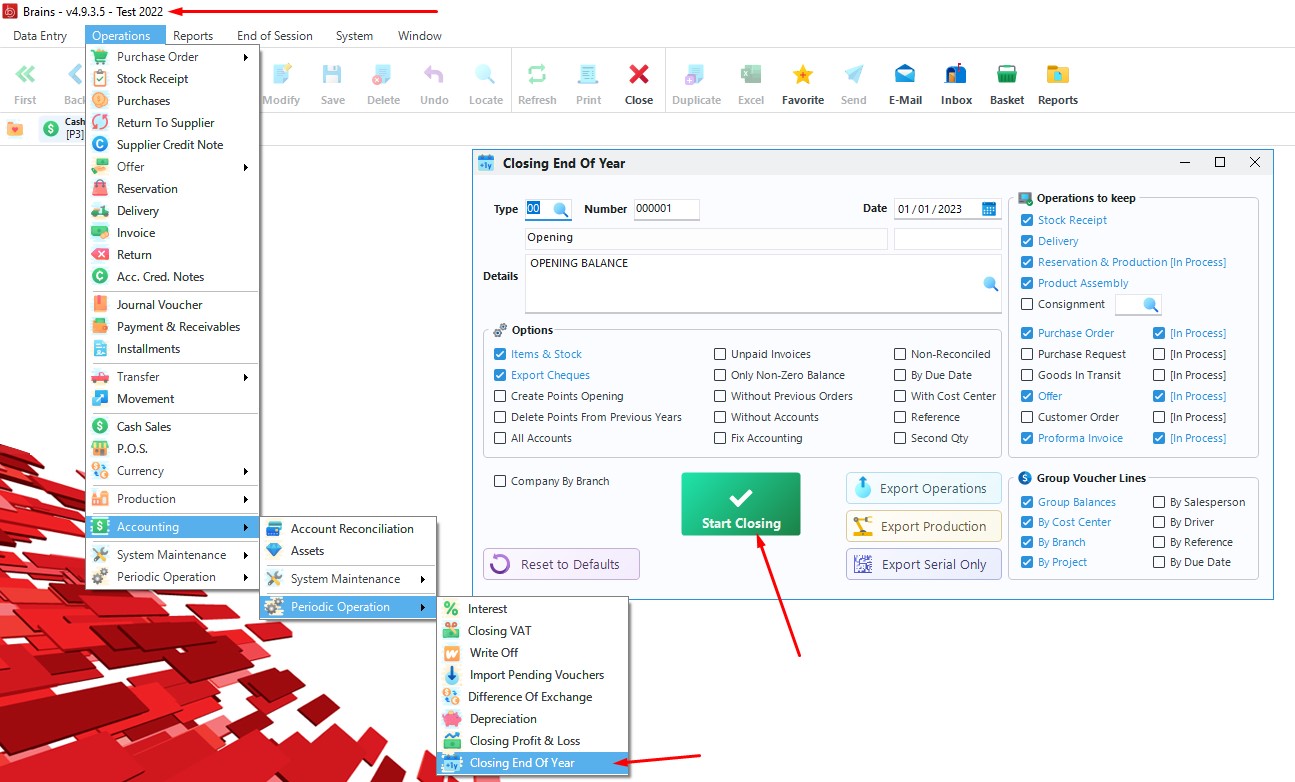 Brains - v4.9.3.5 - Test 2022
Data Entry Operations Reports End of Session System Window
First Back Modify Save Delete Undo Locate Refresh Print Close Duplicate Excel Favorite Send E-Mail Inbox Basket Reports
Cash
[P3]
Purchase Order
Stock Receipt
Purchases
Return To Supplier
Supplier Credit Note
Offer
Reservation
Delivery
Invoice
Return
Acc. Cred. Notes
Journal Voucher
Payment & Receivables
Installments
Transfer
Movement
Cash Sales
P.O.S.
Currency
Production
Accounting
System Maintenance
Periodic Operation
Account Reconciliation
Assets
System Maintenance
Periodic Operation
Interest
Closing VAT
Write Off
Import Pending Vouchers
Difference Of Exchange
Depreciation
Closing Profit & Loss
Closing End Of Year
Closing End Of Year
Type 00 Number 000001 Date 01/01/2023
Opening
Details OPENING BALANCE
Options
Items & Stock Unpaid Invoices Non-Reconciled
Export Cheques Only Non-Zero Balance By Due Date
Create Points Opening Without Previous Orders With Cost Center
Delete Points From Previous Years Without Accounts Reference
All Accounts Fix Accounting Second Qty
Company By Branch
Start Closing
Reset to Defaults
Export Operations
Export Production
Export Serial Only
Operations to keep
Stock Receipt
Delivery
Reservation & Production [In Process]
Product Assembly
Consignment
Purchase Order [In Process]
Purchase Request [In Process]
Goods In Transit [In Process]
Offer [In Process]
Customer Order [In Process]
Proforma Invoice [In Process]
Group Voucher Lines
Group Balances By Salesperson
By Cost Center By Driver
By Branch By Reference
By Project By Due Date